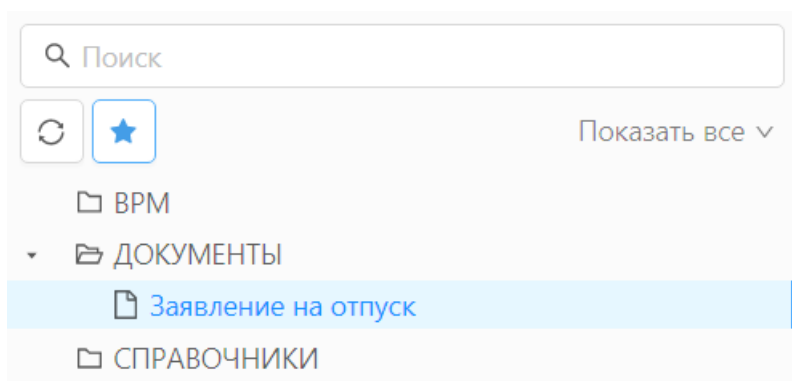 Поиск
Показать все
BPM
ДОКУМЕНТЫ
Заявление на отпуск
СПРАВОЧНИКИ